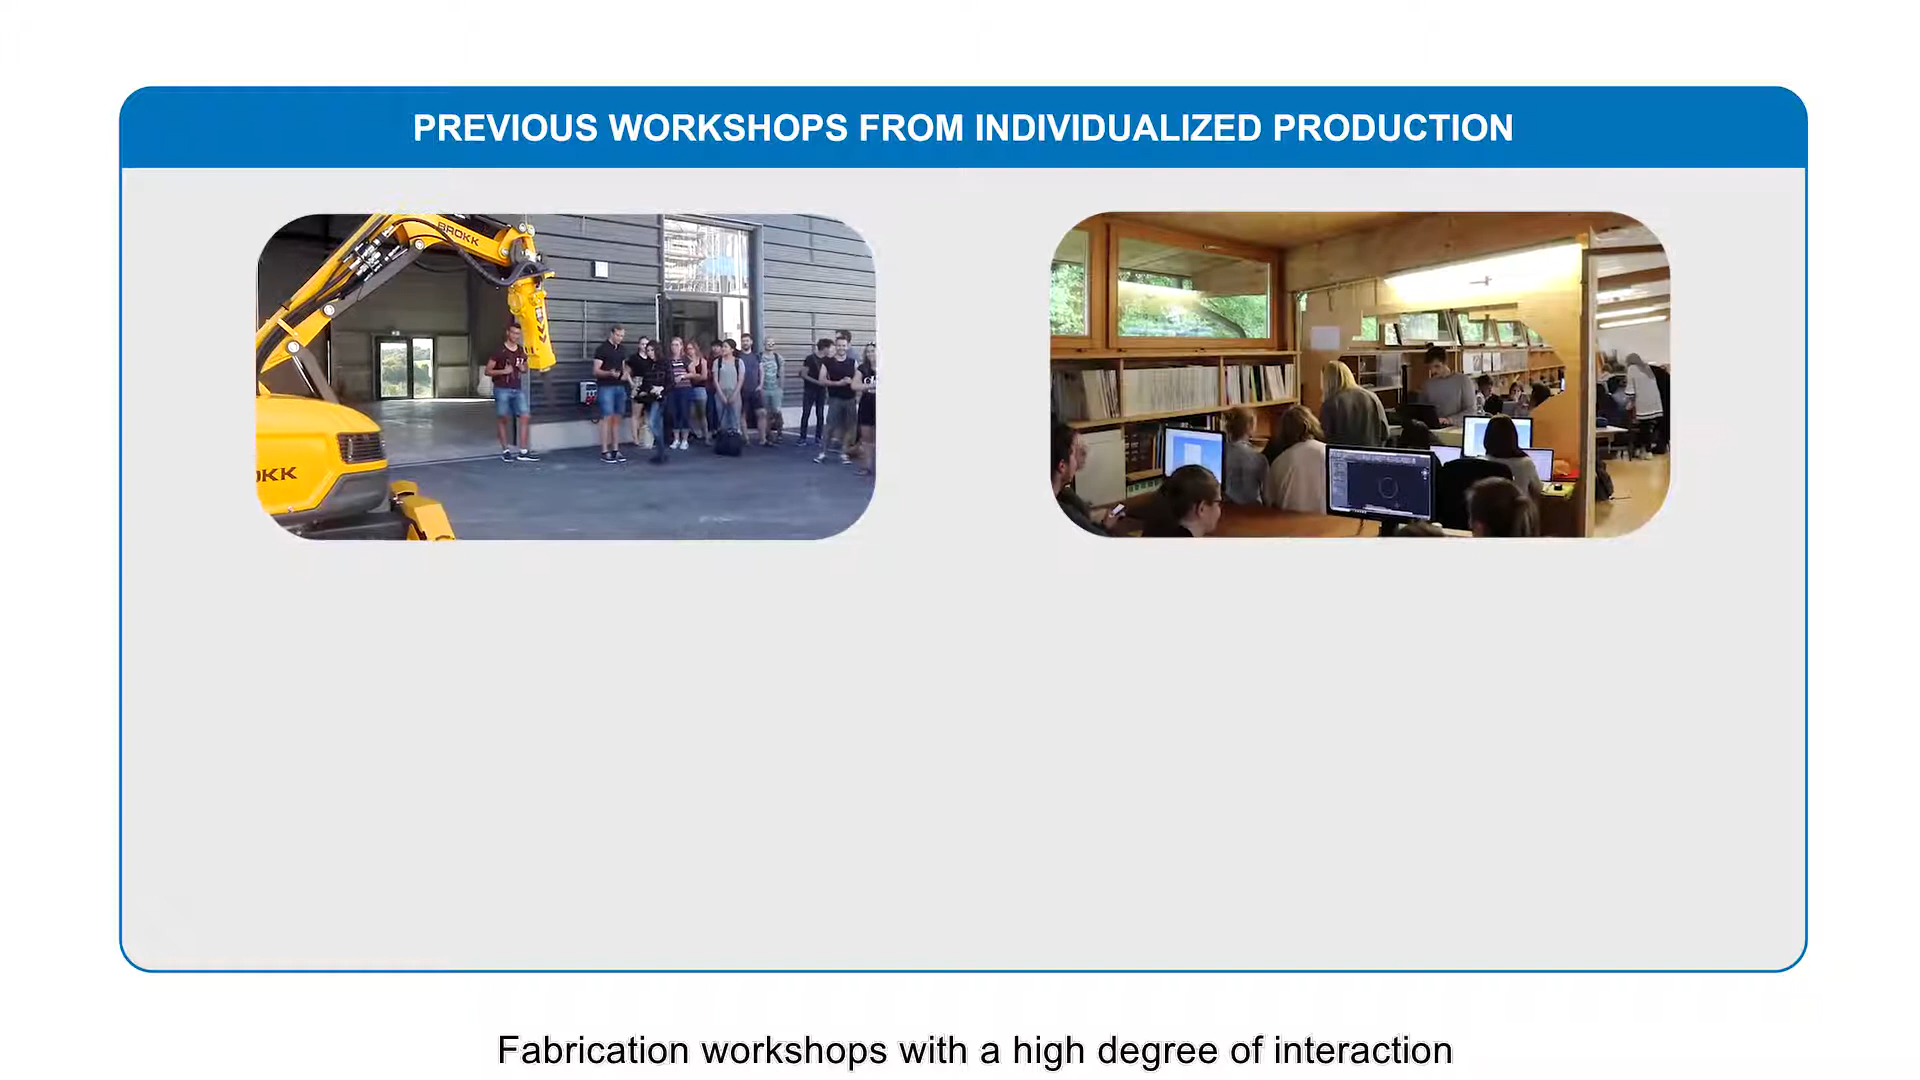 PREVIOUS WORKSHOPS FROM INDIVIDUALIZED PRODUCTION
BROKK
OKK
Fabrication workshops with a high degree of interaction